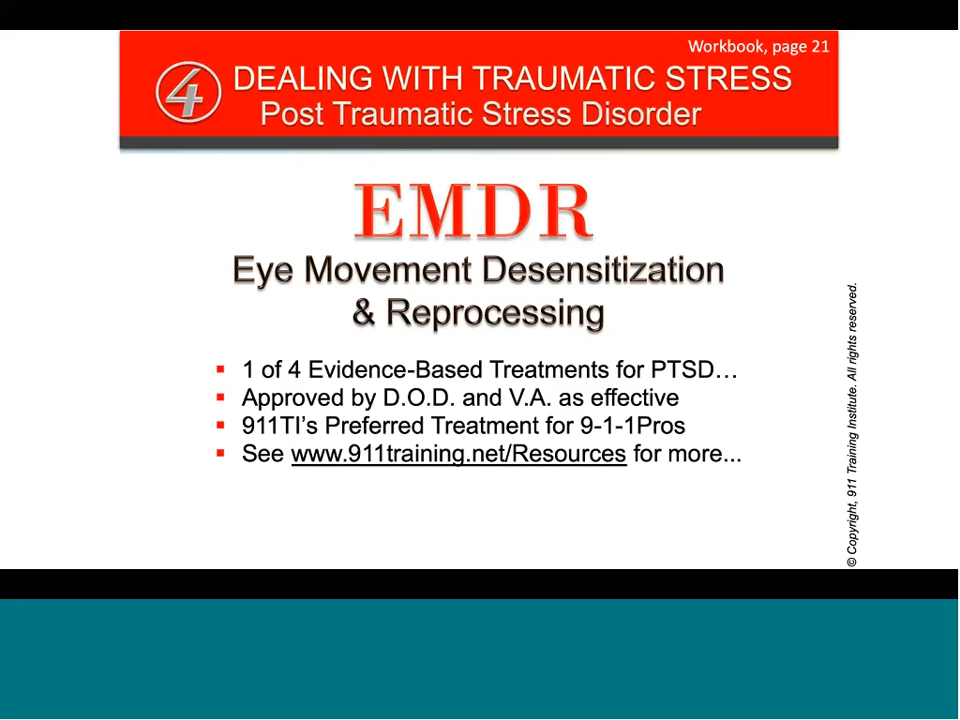 Workbook, page 21
4
DEALING WITH TRAUMATIC STRESS
Post Traumatic Stress Disorder
EMDR
Eye Movement Desensitization
& Reprocessing
▪ 1 of 4 Evidence-Based Treatments for PTSD…
▪ Approved by D.O.D. and V.A. as effective
▪ 911TI's Preferred Treatment for 9-1-1Pros
▪ See www.911training.net/Resources for more...
© Copyright, 911 Training Institute. All rights reserved.